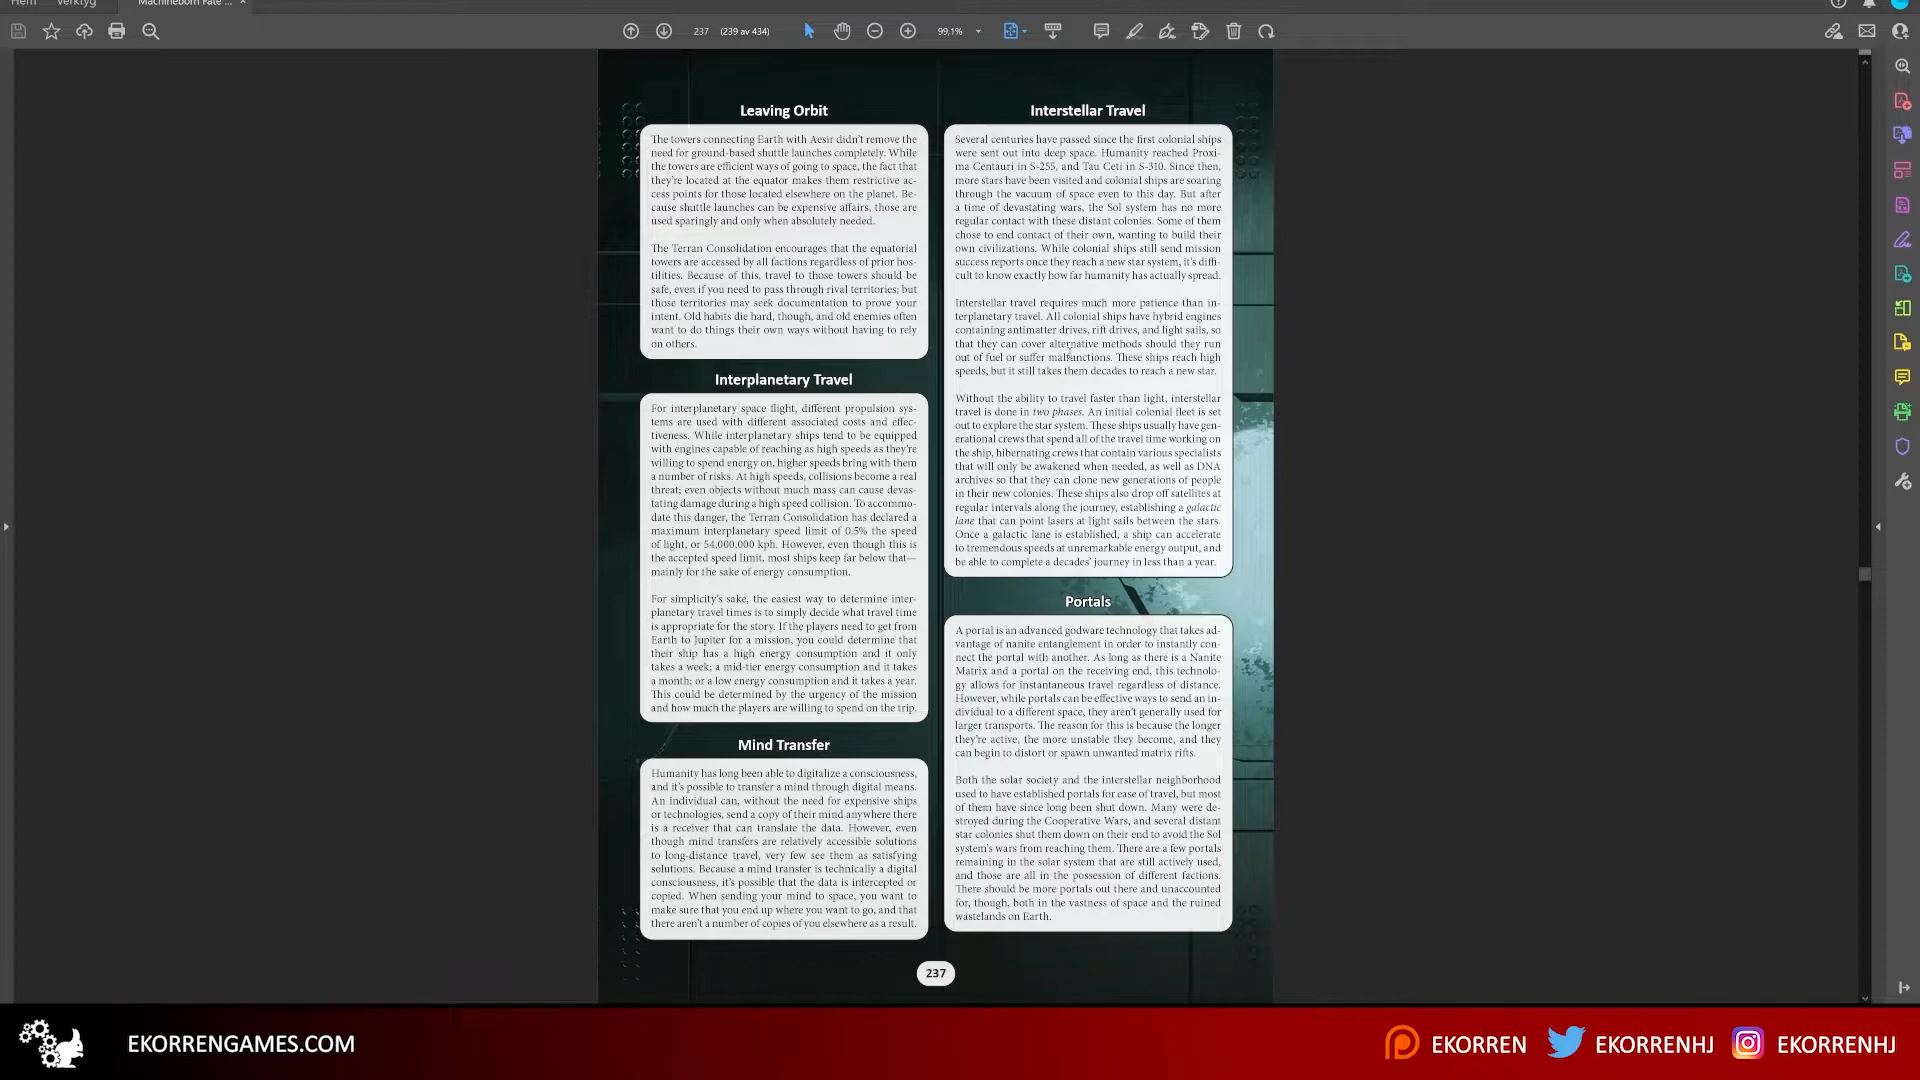 Hem
Verktyg
Machineborn Fate ...
237
(239 av 434)
99,1%
Leaving Orbit
The towers connecting Earth with Aesir didn't remove the
need for ground-based shuttle launches completely. While
the towers are efficient ways of going to space, the fact that
they're located at the equator makes them restrictive ac-
cess points for those located elsewhere on the planet. Be-
cause shuttle launches can be expensive affairs, those are
used sparingly and only when absolutely needed.
The Terran Consolidation encourages that the equatorial
towers are accessed by all factions regardless of prior hos-
tilities. Because of this, travel to those towers should be
safe, even if you need to pass through rival territories; but
those territories may seek documentation to prove your
intent. Old habits die hard, though, and old enemies often
want to do things their own ways without having to rely
on others.
Interplanetary Travel
For interplanetary space flight, different propulsion sys-
tems are used with different associated costs and effec-
tiveness. While interplanetary ships tend to be equipped
with engines capable of reaching as high speeds as they're
willing to spend energy on, higher speeds bring with them
a number of risks. At high speeds, collisions become a real
threat; even objects without much mass can cause devas-
tating damage during a high speed collision. To accommo-
date this danger, the Terran Consolidation has declared a
maximum interplanetary speed limit of 0.5% the speed
of light, or 54,000,000 kph. However, even though this is
the accepted speed limit, most ships keep far below that—
mainly for the sake of energy consumption.
For simplicity's sake, the easiest way to determine inter-
planetary travel times is to simply decide what travel time
is appropriate for the story. If the players need to get from
Earth to Jupiter for a mission, you could determine that
their ship has a high energy consumption and it only
takes a week; a mid-tier energy consumption and it takes
a month; or a low energy consumption and it takes a year.
This could be determined by the urgency of the mission
and how much the players are willing to spend on the trip.
Mind Transfer
Humanity has long been able to digitalize a consciousness,
and it's possible to transfer a mind through digital means.
An individual can, without the need for expensive ships
or technologies, send a copy of their mind anywhere there
is a receiver that can translate the data. However, even
though mind transfers are relatively accessible solutions
to long-distance travel, very few see them as satisfying
solutions. Because a mind transfer is technically a digital
consciousness, it's possible that the data is intercepted or
copied. When sending your mind to space, you want to
make sure that you end up where you want to go, and that
there aren't a number of copies of you elsewhere as a result.
Interstellar Travel
Several centuries have passed since the first colonial ships
were sent out into deep space. Humanity reached Proxi-
ma Centauri in S-255, and Tau Ceti in S-310. Since then,
more stars have been visited and colonial ships are soaring
through the vacuum of space even to this day. But after
a time of devastating wars, the Sol system has no more
regular contact with these distant colonies. Some of them
chose to end contact of their own, wanting to build their
own civilizations. While colonial ships still send mission
success reports once they reach a new star system, it's diffi-
cult to know exactly how far humanity has actually spread.
Interstellar travel requires much more patience than in-
terplanetary travel. All colonial ships have hybrid engines
containing antimatter drives, rift drives, and light sails, so
that they can cover alternative methods should they run
out of fuel or suffer malfunctions. These ships reach high
speeds, but it still takes them decades to reach a new star.
Without the ability to travel faster than light, interstellar
travel is done in two phases. An initial colonial fleet is set
out to explore the star system. These ships usually have gen-
erational crews that spend all of the travel time working on
the ship, hibernating crews that contain various specialists
that will only be awakened when needed, as well as DNA
archives so that they can clone new generations of people
in their new colonies. These ships also drop off satellites at
regular intervals along the journey, establishing a galactic
lane that can point lasers at light sails between the stars.
Once a galactic lane is established, a ship can accelerate
to tremendous speeds at unremarkable energy output, and
be able to complete a decades' journey in less than a year.
Portals
A portal is an advanced godware technology that takes ad-
vantage of nanite entanglement in order to instantly con-
nect the portal with another. As long as there is a Nanite
Matrix and a portal on the receiving end, this technolo-
gy allows for instantaneous travel regardless of distance.
However, while portals can be effective ways to send an in-
dividual to a different space, they aren't generally used for
larger transports. The reason for this is because the longer
they're active, the more unstable they become, and they
can begin to distort or spawn unwanted matrix rifts.
Both the solar society and the interstellar neighborhood
used to have established portals for ease of travel, but most
of them have since long been shut down. Many were de-
stroyed during the Cooperative Wars, and several distant
star colonies shut them down on their end to avoid the Sol
system's wars from reaching them. There are a few portals
remaining in the solar system that are still actively used,
and those are all in the possession of different factions.
There should be more portals out there and unaccounted
for, though, both in the vastness of space and the ruined
wastelands on Earth.
237
EKORRENGAMES.COM
EKORREN
EKORRENHJ
EKORRENHJ